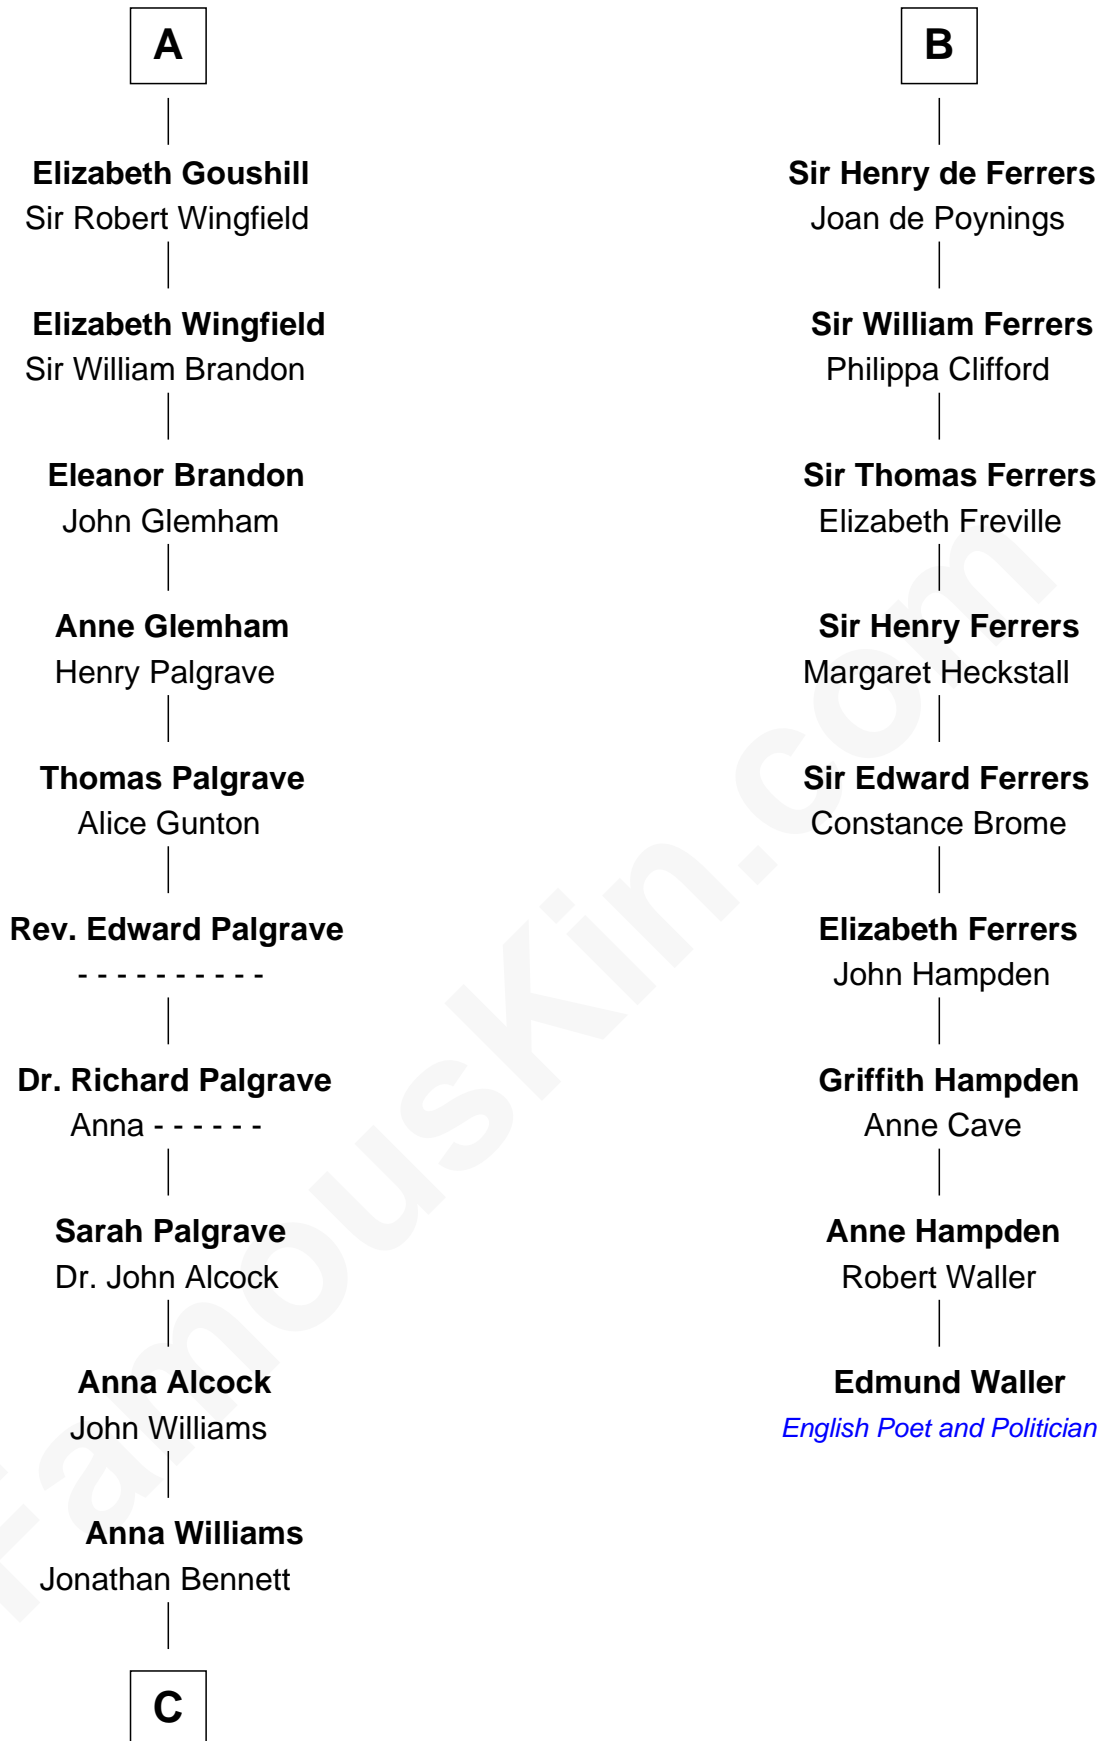 A
Elizabeth Goushill
Sir Robert Wingfield
Elizabeth Wingfield
Sir William Brandon
Eleanor Brandon
John Glemham
Anne Glemham
Henry Palgrave
Thomas Palgrave
Alice Gunton
Rev. Edward Palgrave
- - - - - - - - - -
Dr. Richard Palgrave
Anna - - - - - -
Sarah Palgrave
Dr. John Alcock
Anna Alcock
John Williams
Anna Williams
Jonathan Bennett
C
B
Sir Henry de Ferrers
Joan de Poynings
Sir William Ferrers
Philippa Clifford
Sir Thomas Ferrers
Elizabeth Freville
Sir Henry Ferrers
Margaret Heckstall
Sir Edward Ferrers
Constance Brome
Elizabeth Ferrers
John Hampden
Griffith Hampden
Anne Cave
Anne Hampden
Robert Waller
Edmund Waller
English Poet and Politician
FamousKin.com